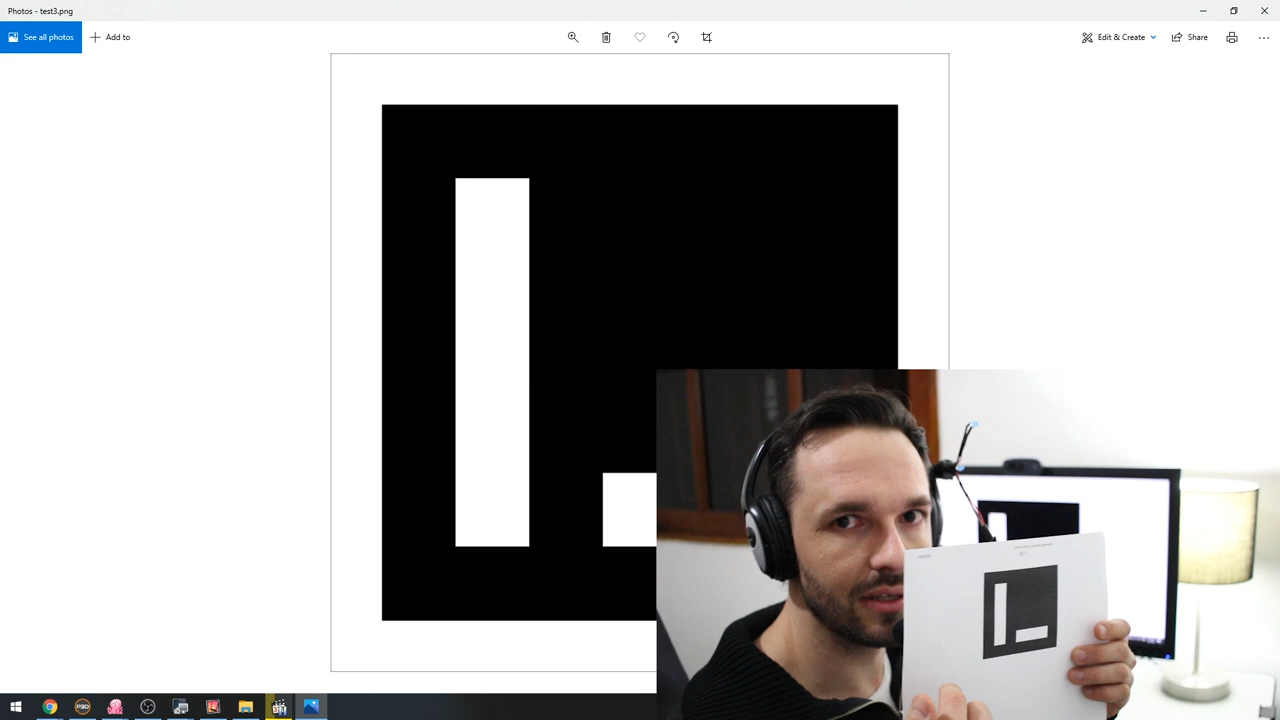 Photos - test3.png
See all photos
Add to
Edit & Create
Share